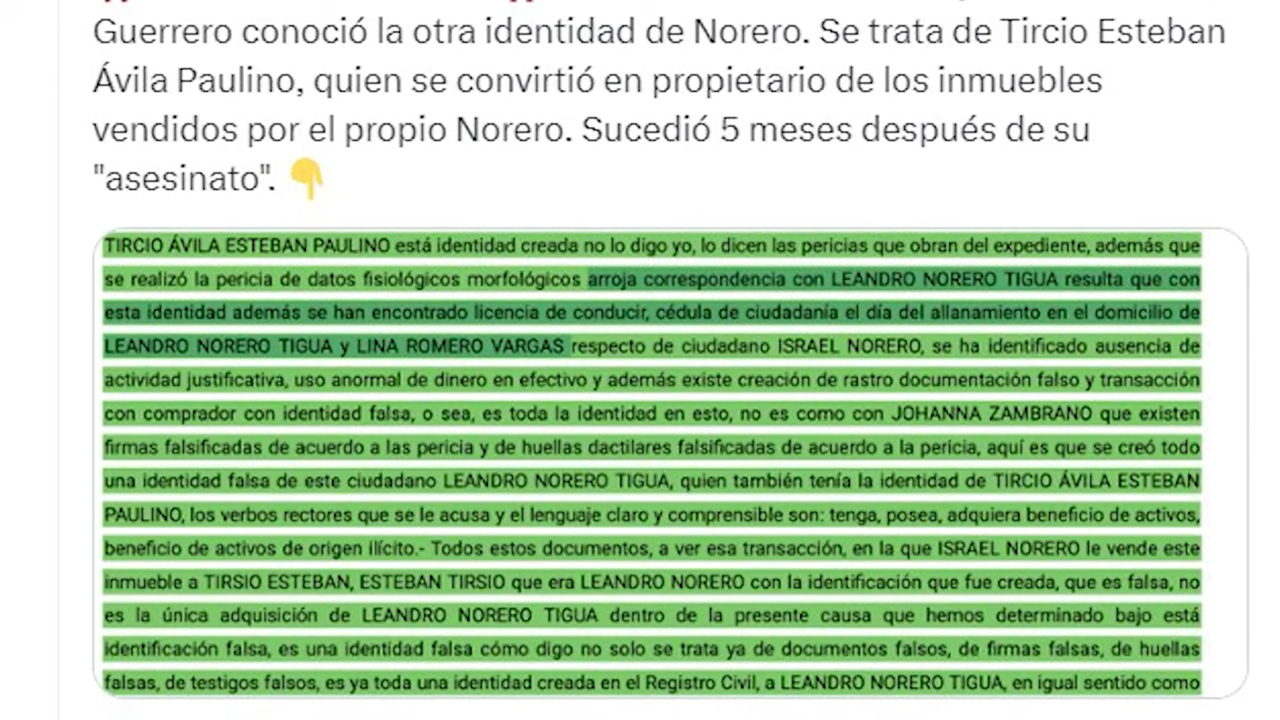 Guerrero conoció la otra identidad de Norero. Se trata de Tircio Esteban
Ávila Paulino, quien se convirtió en propietario de los inmuebles
vendidos por el propio Norero. Sucedió 5 meses después de su
"asesinato". 👇
TIRCIO ÁVILA ESTEBAN PAULINO está identidad creada no lo digo yo, lo dicen las pericias que obran del expediente, además que
se realizó la pericia de datos fisiológicos morfológicos arroja correspondencia con LEANDRO NORERO TIGUA resulta que con
esta identidad además se han encontrado licencia de conducir, cédula de ciudadanía el día del allanamiento en el domicilio de
LEANDRO NORERO TIGUA y LINA ROMERO VARGAS respecto de ciudadano ISRAEL NORERO, se ha identificado ausencia de
actividad justificativa, uso anormal de dinero en efectivo y además existe creación de rastro documentación falso y transacción
con comprador con identidad falsa, o sea, es toda la identidad en esto, no es como con JOHANNA ZAMBRANO que existen
firmas falsificadas de acuerdo a las pericia y de huellas dactilares falsificadas de acuerdo a la pericia, aquí es que se creó todo
una identidad falsa de este ciudadano LEANDRO NORERO TIGUA, quien también tenía la identidad de TIRCIO ÁVILA ESTEBAN
PAULINO, los verbos rectores que se le acusa y el lenguaje claro y comprensible son: tenga, posea, adquiera beneficio de activos,
beneficio de activos de origen ilícito.- Todos estos documentos, a ver esa transacción, en la que ISRAEL NORERO le vende este
inmueble a TIRSIO ESTEBAN, ESTEBAN TIRSIO que era LEANDRO NORERO con la identificación que fue creada, que es falsa, no
es la única adquisición de LEANDRO NORERO TIGUA dentro de la presente causa que hemos determinado bajo está
identificación falsa, es una identidad falsa cómo digo no solo se trata ya de documentos falsos, de firmas falsas, de huellas
falsas, de testigos falsos, es ya toda una identidad creada en el Registro Civil, a LEANDRO NORERO TIGUA, en igual sentido como